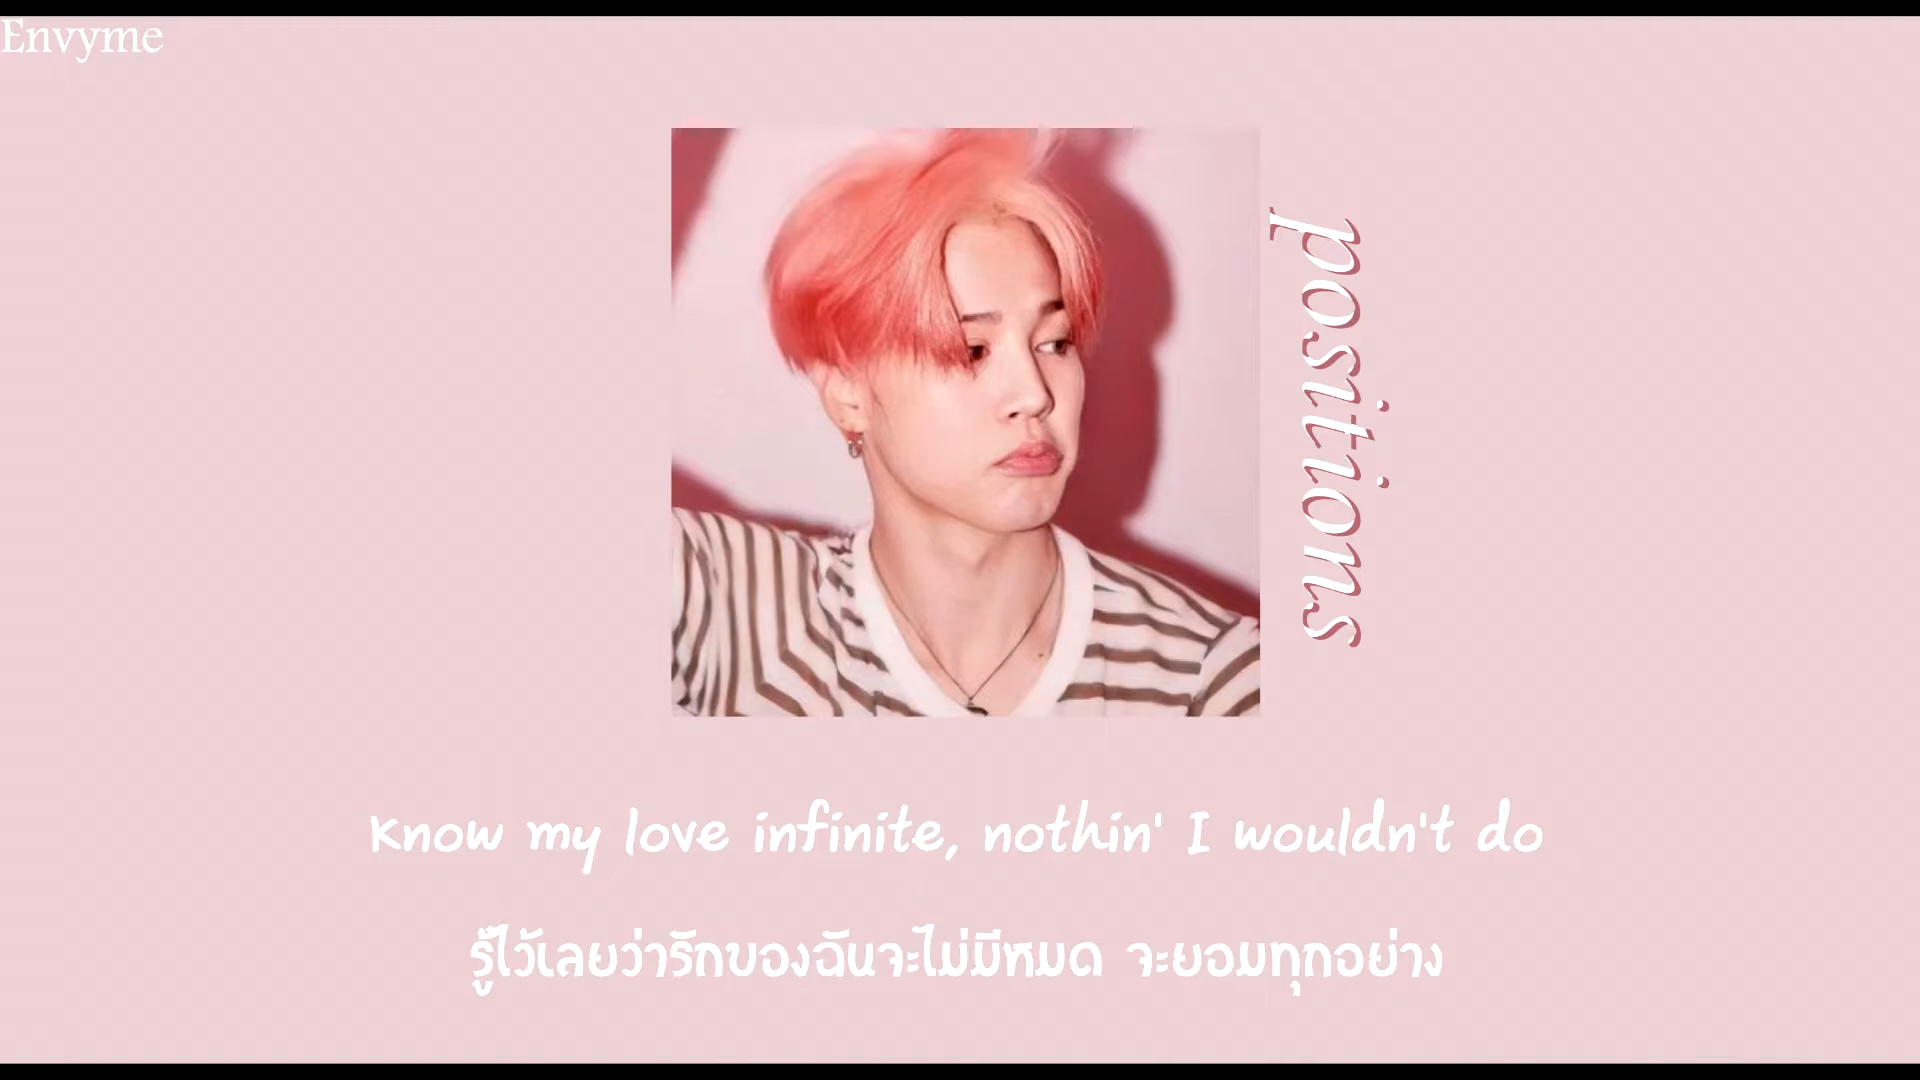 Envyme
positions
Know my love infinite, nothin' I wouldn't do
รู้ไว้เลยว่ารักของฉันจะไม่มีหมด จะยอมทุกอย่าง